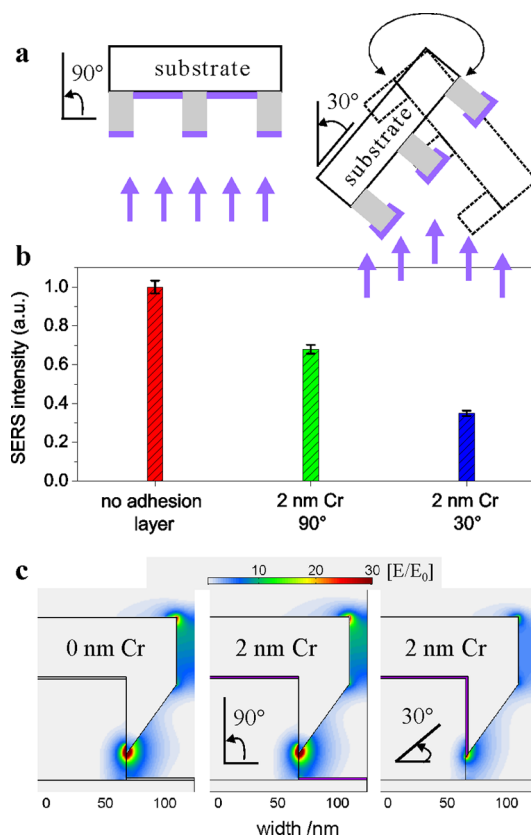 a
90°
substrate
30°
substrate
b
SERS intensity (a.u.)
1.0
0.8
0.6
0.4
0.2
0.0
no adhesion
layer
2 nm Cr
90°
2 nm Cr
30°
c
10 20 30 [E/E₀]
0 nm Cr
2 nm Cr
2 nm Cr
90°
30°
0 50 100
0 50 100
0 50 100
width /nm